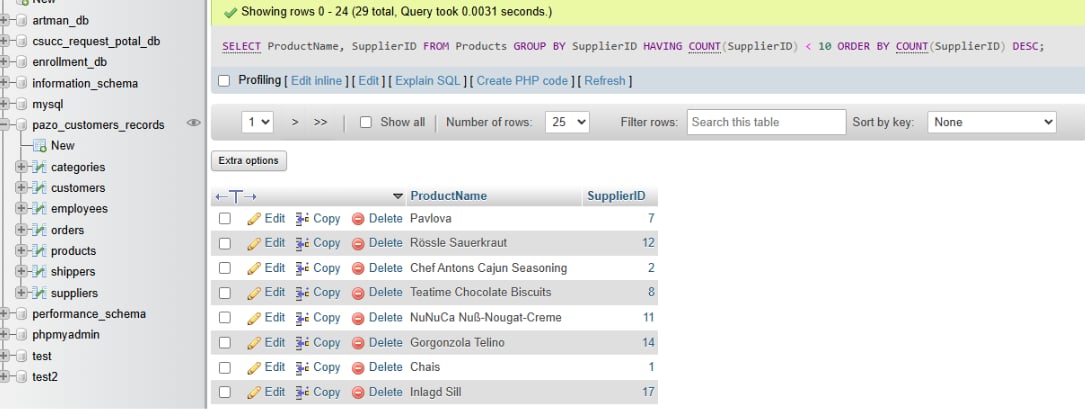 New
artman_db
csucc_request_potal_db
enrollment_db
information_schema
mysql
pazo_customers_records
New
categories
customers
employees
orders
products
shippers
suppliers
performance_schema
phpmyadmin
test
test2
Showing rows 0 - 24 (29 total, Query took 0.0031 seconds.)
SELECT ProductName, SupplierID FROM Products GROUP BY SupplierID HAVING COUNT(SupplierID) < 10 ORDER BY COUNT(SupplierID) DESC;
Profiling [ Edit inline ] [ Edit ] [ Explain SQL ] [ Create PHP code ] [ Refresh ]
1 > >> Show all Number of rows: 25 Filter rows: Search this table Sort by key: None
Extra options
←T→ ProductName SupplierID
Edit Copy Delete Pavlova 7
Edit Copy Delete Rössle Sauerkraut 12
Edit Copy Delete Chef Antons Cajun Seasoning 2
Edit Copy Delete Teatime Chocolate Biscuits 8
Edit Copy Delete NuNuCa Nuß-Nougat-Creme 11
Edit Copy Delete Gorgonzola Telino 14
Edit Copy Delete Chais 1
Edit Copy Delete Inlagd Sill 17